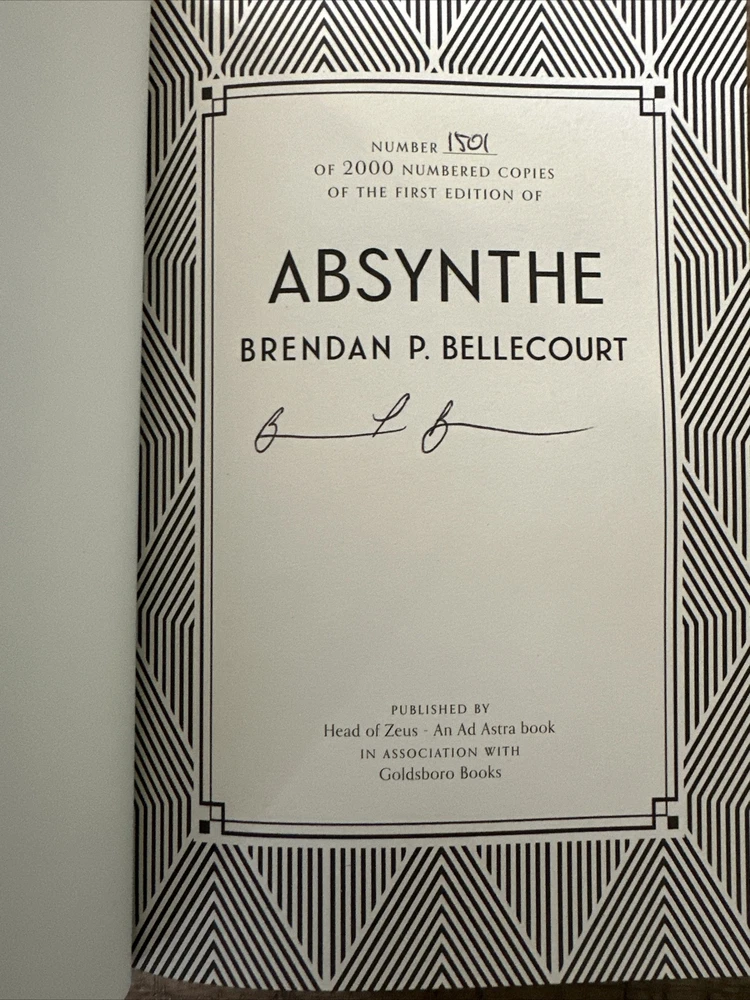 NUMBER 1501
OF 2000 NUMBERED COPIES
OF THE FIRST EDITION OF
ABSYNTHE
BRENDAN P. BELLECOURT
PUBLISHED BY
Head of Zeus - An Ad Astra book
IN ASSOCIATION WITH
Goldsboro Books